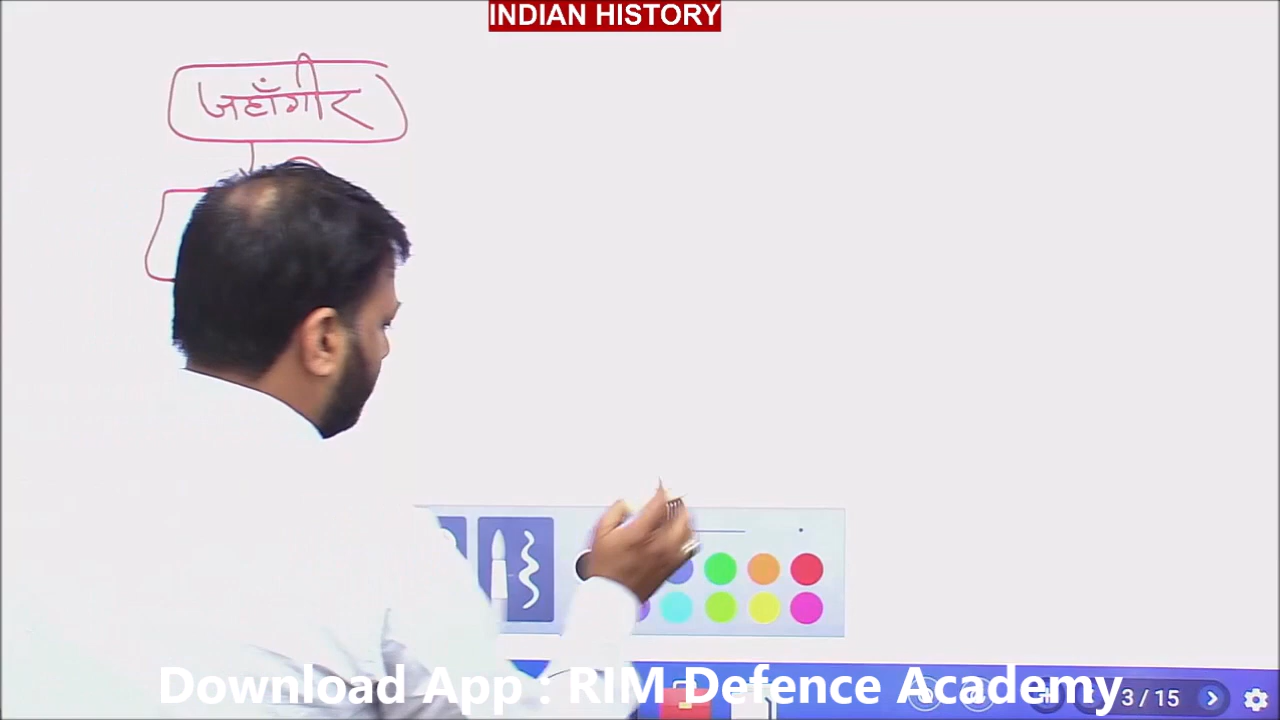 INDIAN HISTORY
जहाँगीर
Download App : RIM Defence Academy
3 / 15